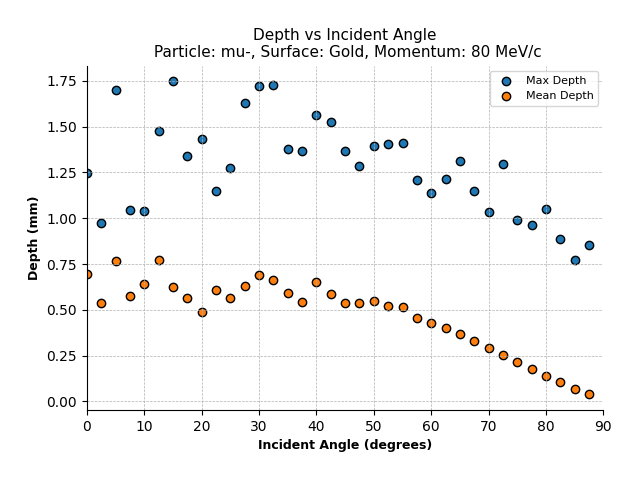 Depth vs Incident Angle
Particle: mu-, Surface: Gold, Momentum: 80 MeV/c
Max Depth
Mean Depth
Depth (mm)
1.75
1.50
1.25
1.00
0.75
0.50
0.25
0.00
0 10 20 30 40 50 60 70 80 90
Incident Angle (degrees)